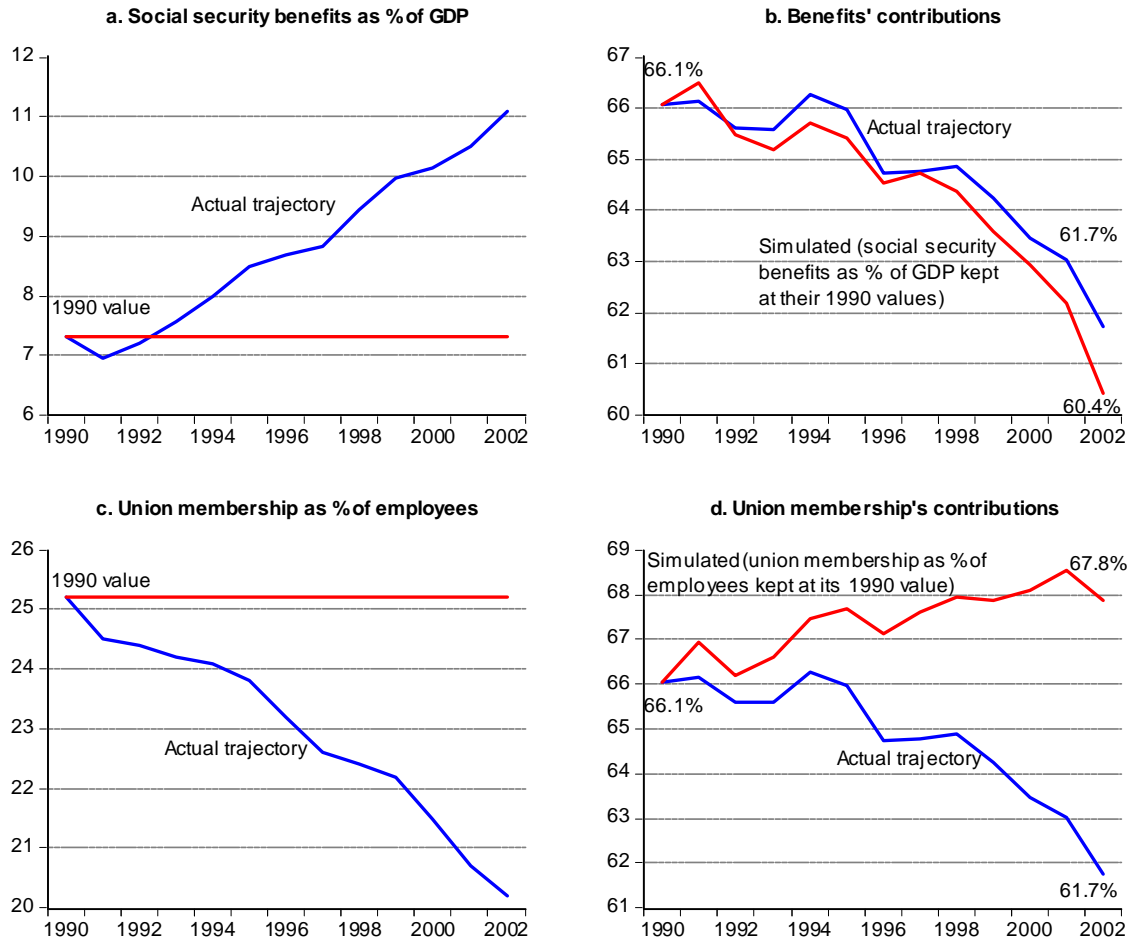 a. Social security benefits as % of GDP
12
11
10
9
8
7
6
Actual trajectory
1990 value
1990 1992 1994 1996 1998 2000 2002
b. Benefits' contributions
67
66
65
64
63
62
61
60
66.1%
Actual trajectory
61.7%
Simulated (social security
benefits as % of GDP kept
at their 1990 values)
60.4%
1990 1992 1994 1996 1998 2000 2002
c. Union membership as % of employees
26
25
24
23
22
21
20
1990 value
Actual trajectory
1990 1992 1994 1996 1998 2000 2002
d. Union membership's contributions
69
68
67
66
65
64
63
62
61
Simulated (union membership as % of
employees kept at its 1990 value)
67.8%
66.1%
Actual trajectory
61.7%
1990 1992 1994 1996 1998 2000 2002